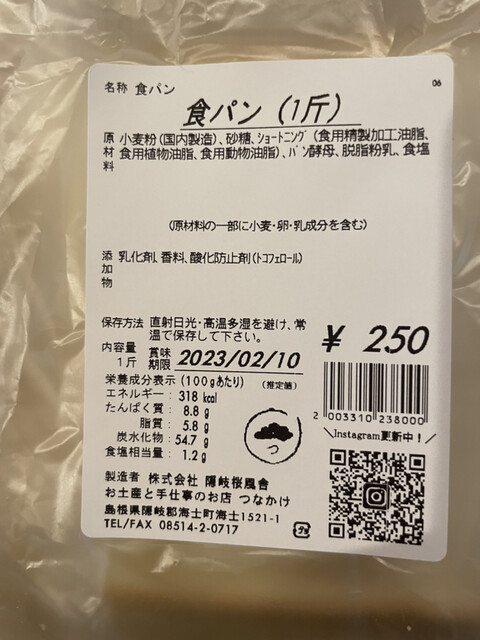 名称 食パン
06
食パン (1斤)
原材料 小麦粉(国内製造)、砂糖、ショートニング(食用精製加工油脂、
食用植物油脂、食用動物油脂)、パン酵母、脱脂粉乳、食塩
(原材料の一部に小麦・卵・乳成分を含む)
添加物 乳化剤、香料、酸化防止剤(トコフェロール)
保存方法 直射日光・高温多湿を避け、常
温で保存して下さい。
¥ 250
内容量 1斤 賞味期限 2023/02/10
栄養成分表示 (100gあたり) (推定値)
エネルギー: 318 kcal
たんぱく質: 8.8 g
脂質: 5.8 g
炭水化物: 54.7 g
食塩相当量: 1.2 g
つ
2 003310 238000
\Instagram更新中!/
製造者 株式会社 隠岐桜風舎
お土産と手仕事のお店 つなかけ
島根県隠岐郡海士町海士1521-1
TEL/FAX 08514-2-0717
プラ